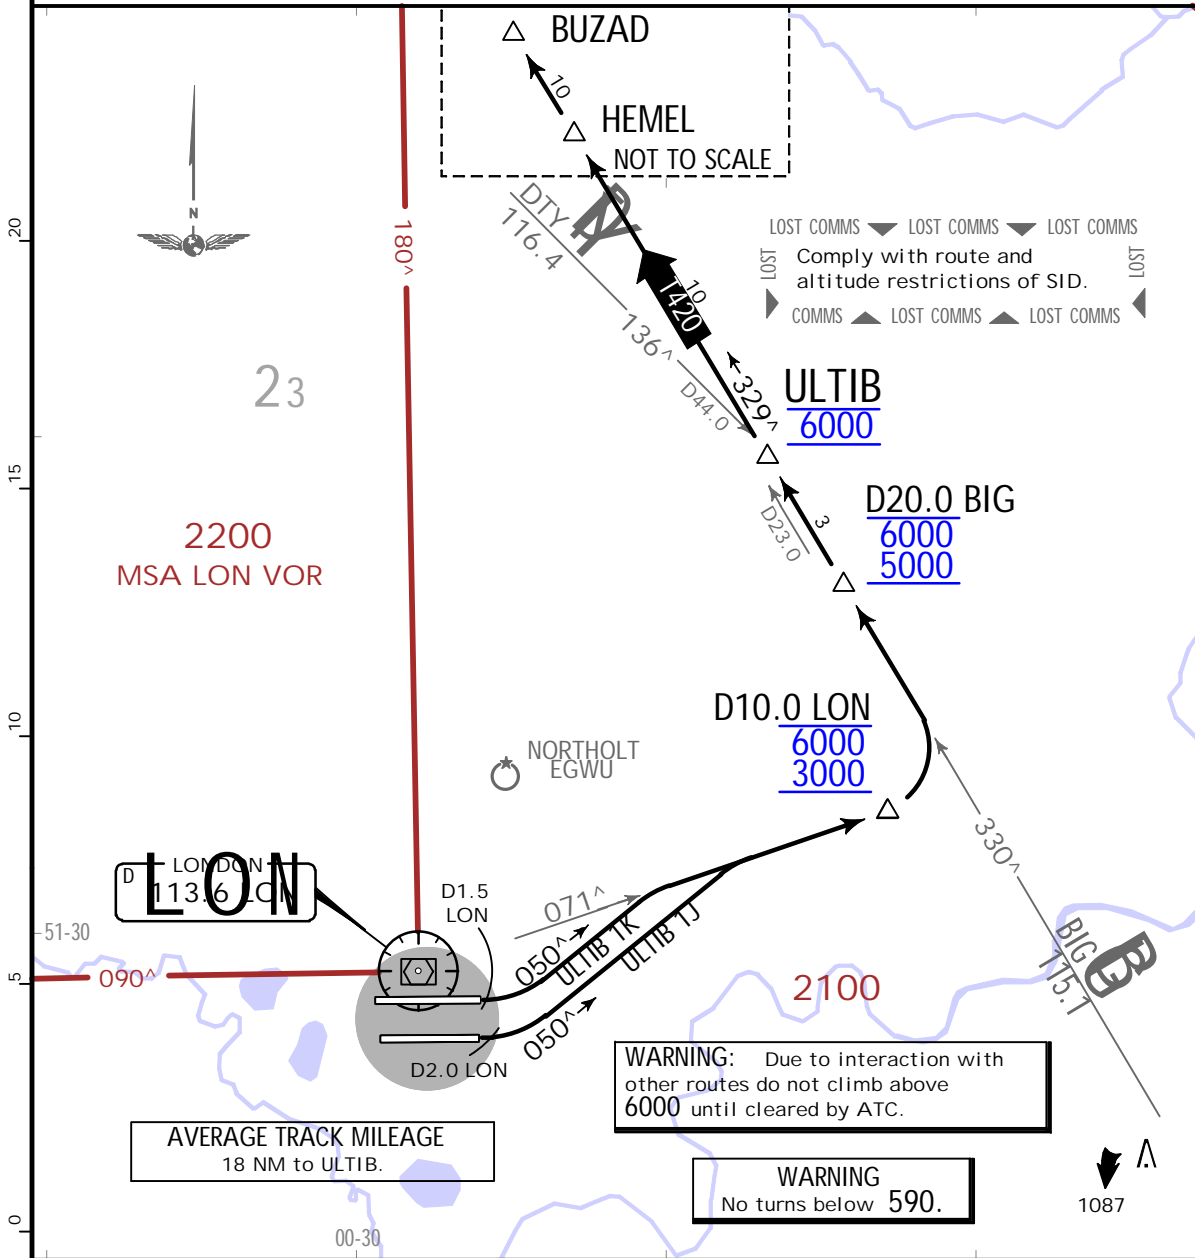 BUZAD
10
HEMEL
NOT TO SCALE
N
180^
DTY
116.4
136^
D44.0
T420
10
329^
LOST COMMS LOST COMMS LOST COMMS
LOST
Comply with route and
altitude restrictions of SID.
LOST
COMMS LOST COMMS LOST COMMS
20
23
ULTIB
6000
15
D20.0 BIG
6000
5000
D23.0
3
2200
MSA LON VOR
10
D10.0 LON
6000
3000
NORTHOLT
EGWU
330^
LONDON
D
113.6 LON
LON
D1.5
LON
071^
050^
ULTIB 1K
ULTIB 1J
050^
51-30
5
090^
2100
BIG
115.1
D2.0 LON
WARNING: Due to interaction with
other routes do not climb above
6000 until cleared by ATC.
AVERAGE TRACK MILEAGE
18 NM to ULTIB.
WARNING
No turns below 590.
1087
0
00-30